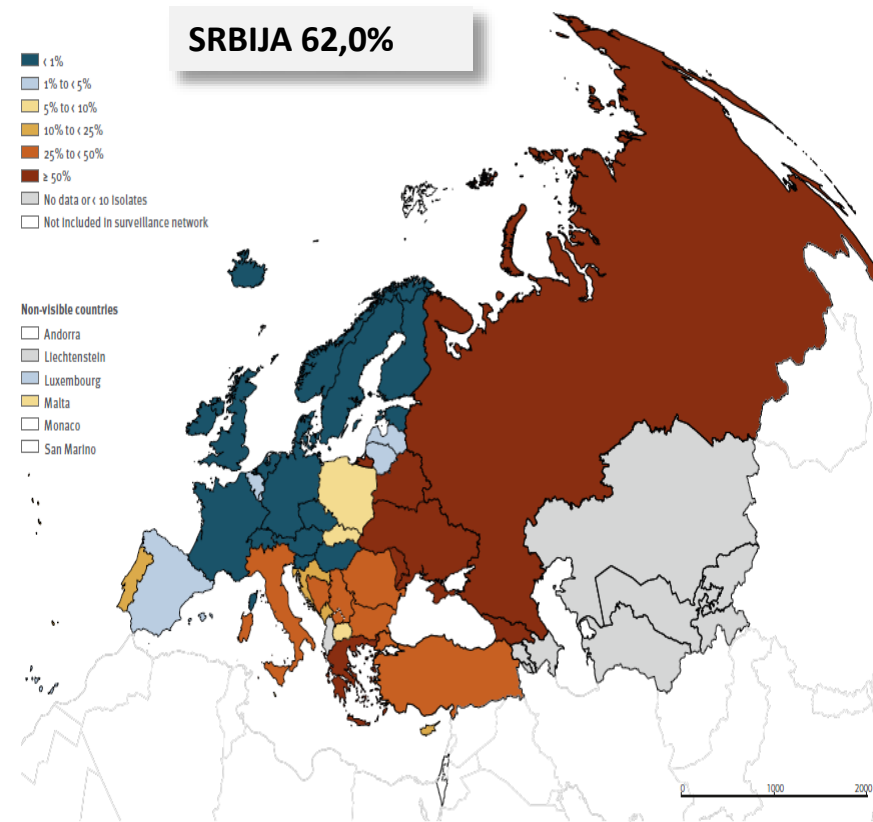 SRBIJA 62,0%
< 1%
1% to < 5%
5% to < 10%
10% to < 25%
25% to < 50%
≥ 50%
No data or < 10 isolates
Not included in surveillance network
Non-visible countries
Andorra
Liechtenstein
Luxembourg
Malta
Monaco
San Marino
0 1000 2000